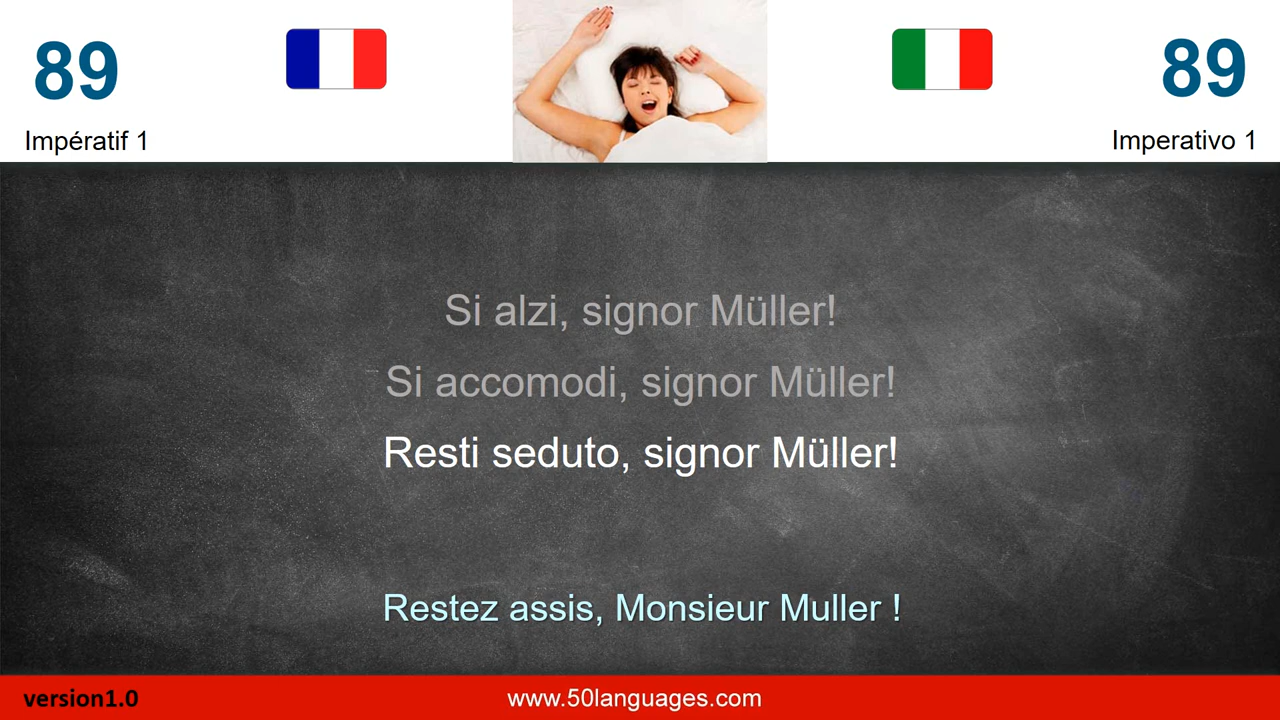 89
89
Impératif 1
Imperativo 1
Si alzi, signor Müller!
Si accomodi, signor Müller!
Resti seduto, signor Müller!
Restez assis, Monsieur Muller !
version1.0
www.50languages.com